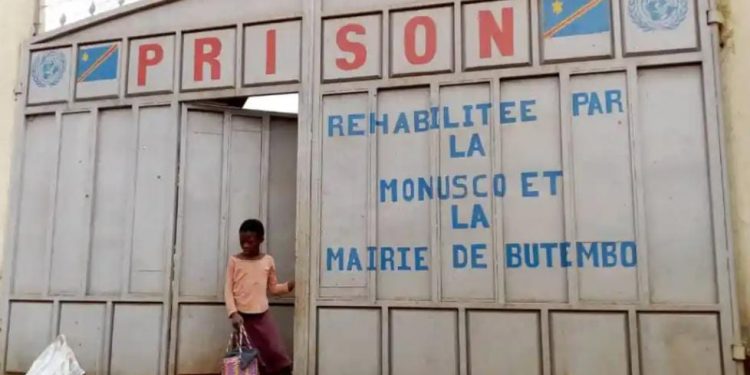 PRISON
REHABILITEE PAR
LA
MONUSCO ET
LA
MAIRIE DE BUTEMBO